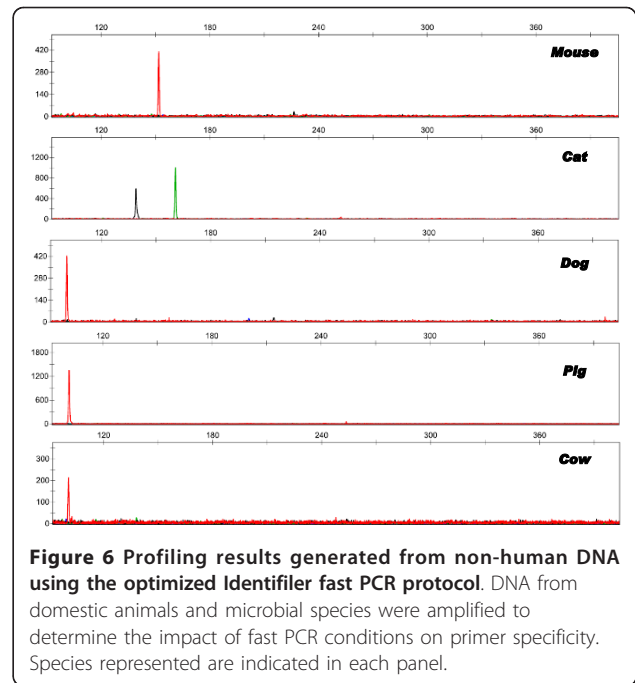 120 180 240 300 360
420
280
140
0
Mouse
120 180 240 300 360
1200
800
400
0
Cat
120 180 240 300 360
420
280
140
0
Dog
120 180 240 300 360
1800
1200
600
0
Pig
120 180 240 300 360
300
200
100
0
Cow
Figure 6 Profiling results generated from non-human DNA
using the optimized Identifiler fast PCR protocol. DNA from
domestic animals and microbial species were amplified to
determine the impact of fast PCR conditions on primer specificity.
Species represented are indicated in each panel.